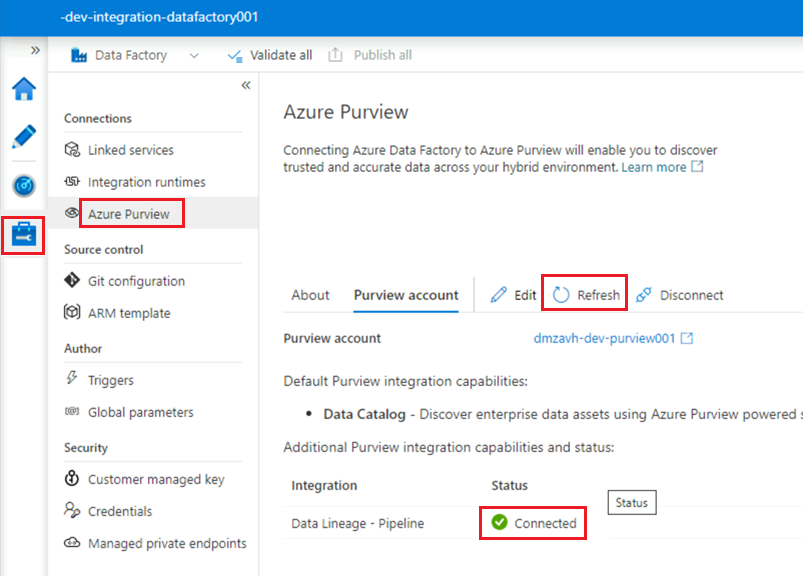 -dev-integration-datafactory001
Data Factory
Validate all
Publish all
Connections
Linked services
Integration runtimes
Azure Purview
Source control
Git configuration
ARM template
Author
Triggers
Global parameters
Security
Customer managed key
Credentials
Managed private endpoints
Azure Purview
Connecting Azure Data Factory to Azure Purview will enable you to discover
trusted and accurate data across your hybrid environment. Learn more
About Purview account Edit Refresh Disconnect
Purview account dmzavh-dev-purview001
Default Purview integration capabilities:
• Data Catalog - Discover enterprise data assets using Azure Purview powered s
Additional Purview integration capabilities and status:
Integration Status
Status
Data Lineage - Pipeline Connected